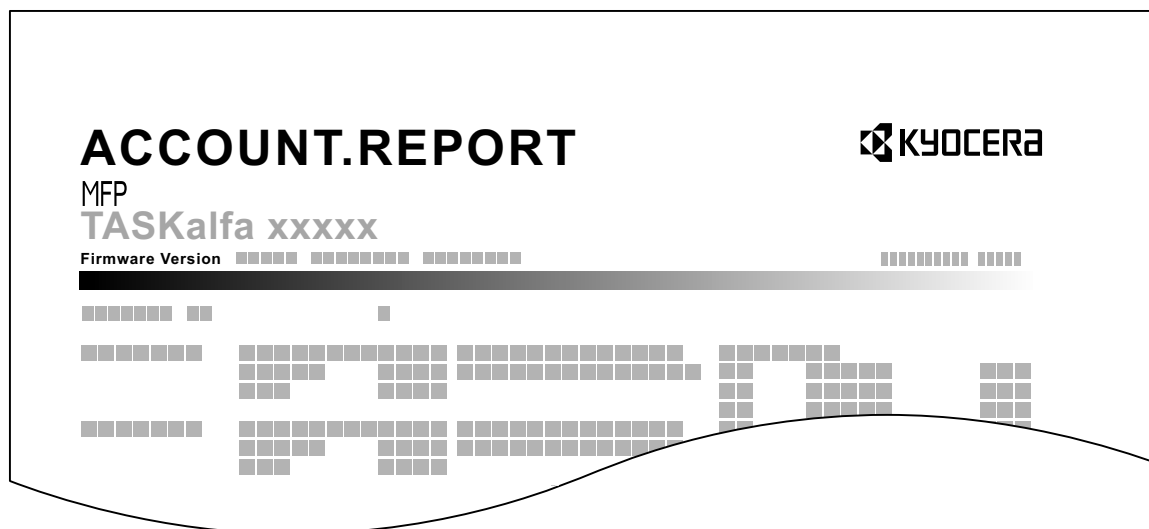 ACCOUNT.REPORT
KYOCERA
MFP
TASKalfa xxxxx
Firmware Version